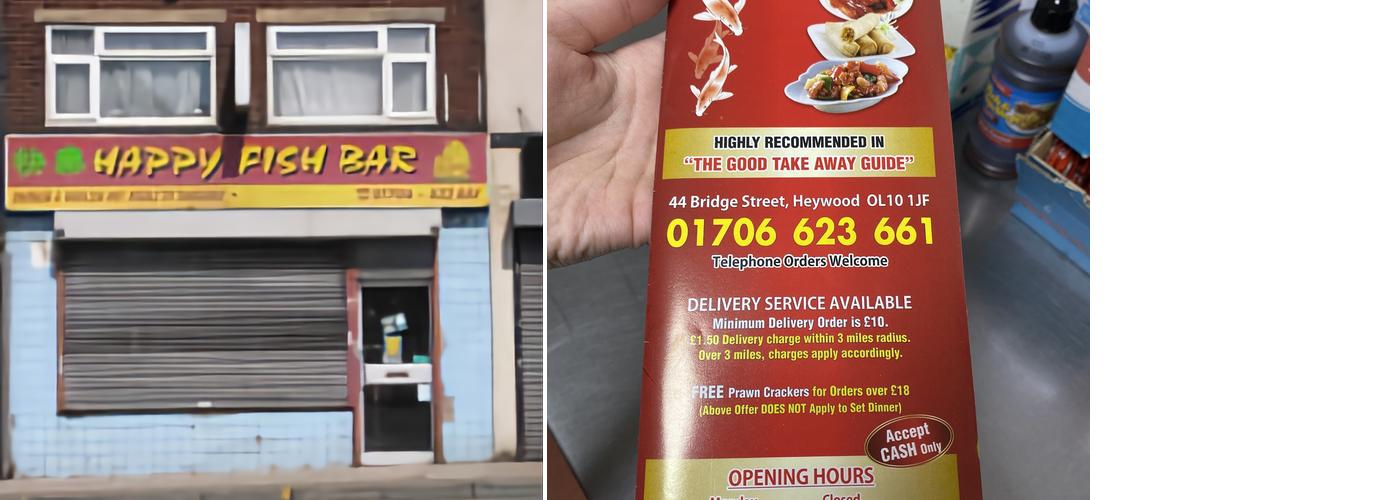 HAPPY FISH BAR
HIGHLY RECOMMENDED IN
"THE GOOD TAKE AWAY GUIDE"
44 Bridge Street, Heywood OL10 1JF
01706 623 661
Telephone Orders Welcome
DELIVERY SERVICE AVAILABLE
Minimum Delivery Order is £10.
£1.50 Delivery charge within 3 miles radius.
Over 3 miles, charges apply accordingly.
FREE Prawn Crackers for Orders over £18
(Above Offer DOES NOT Apply to Set Dinner)
Accept
CASH Only
OPENING HOURS
Monday Closed